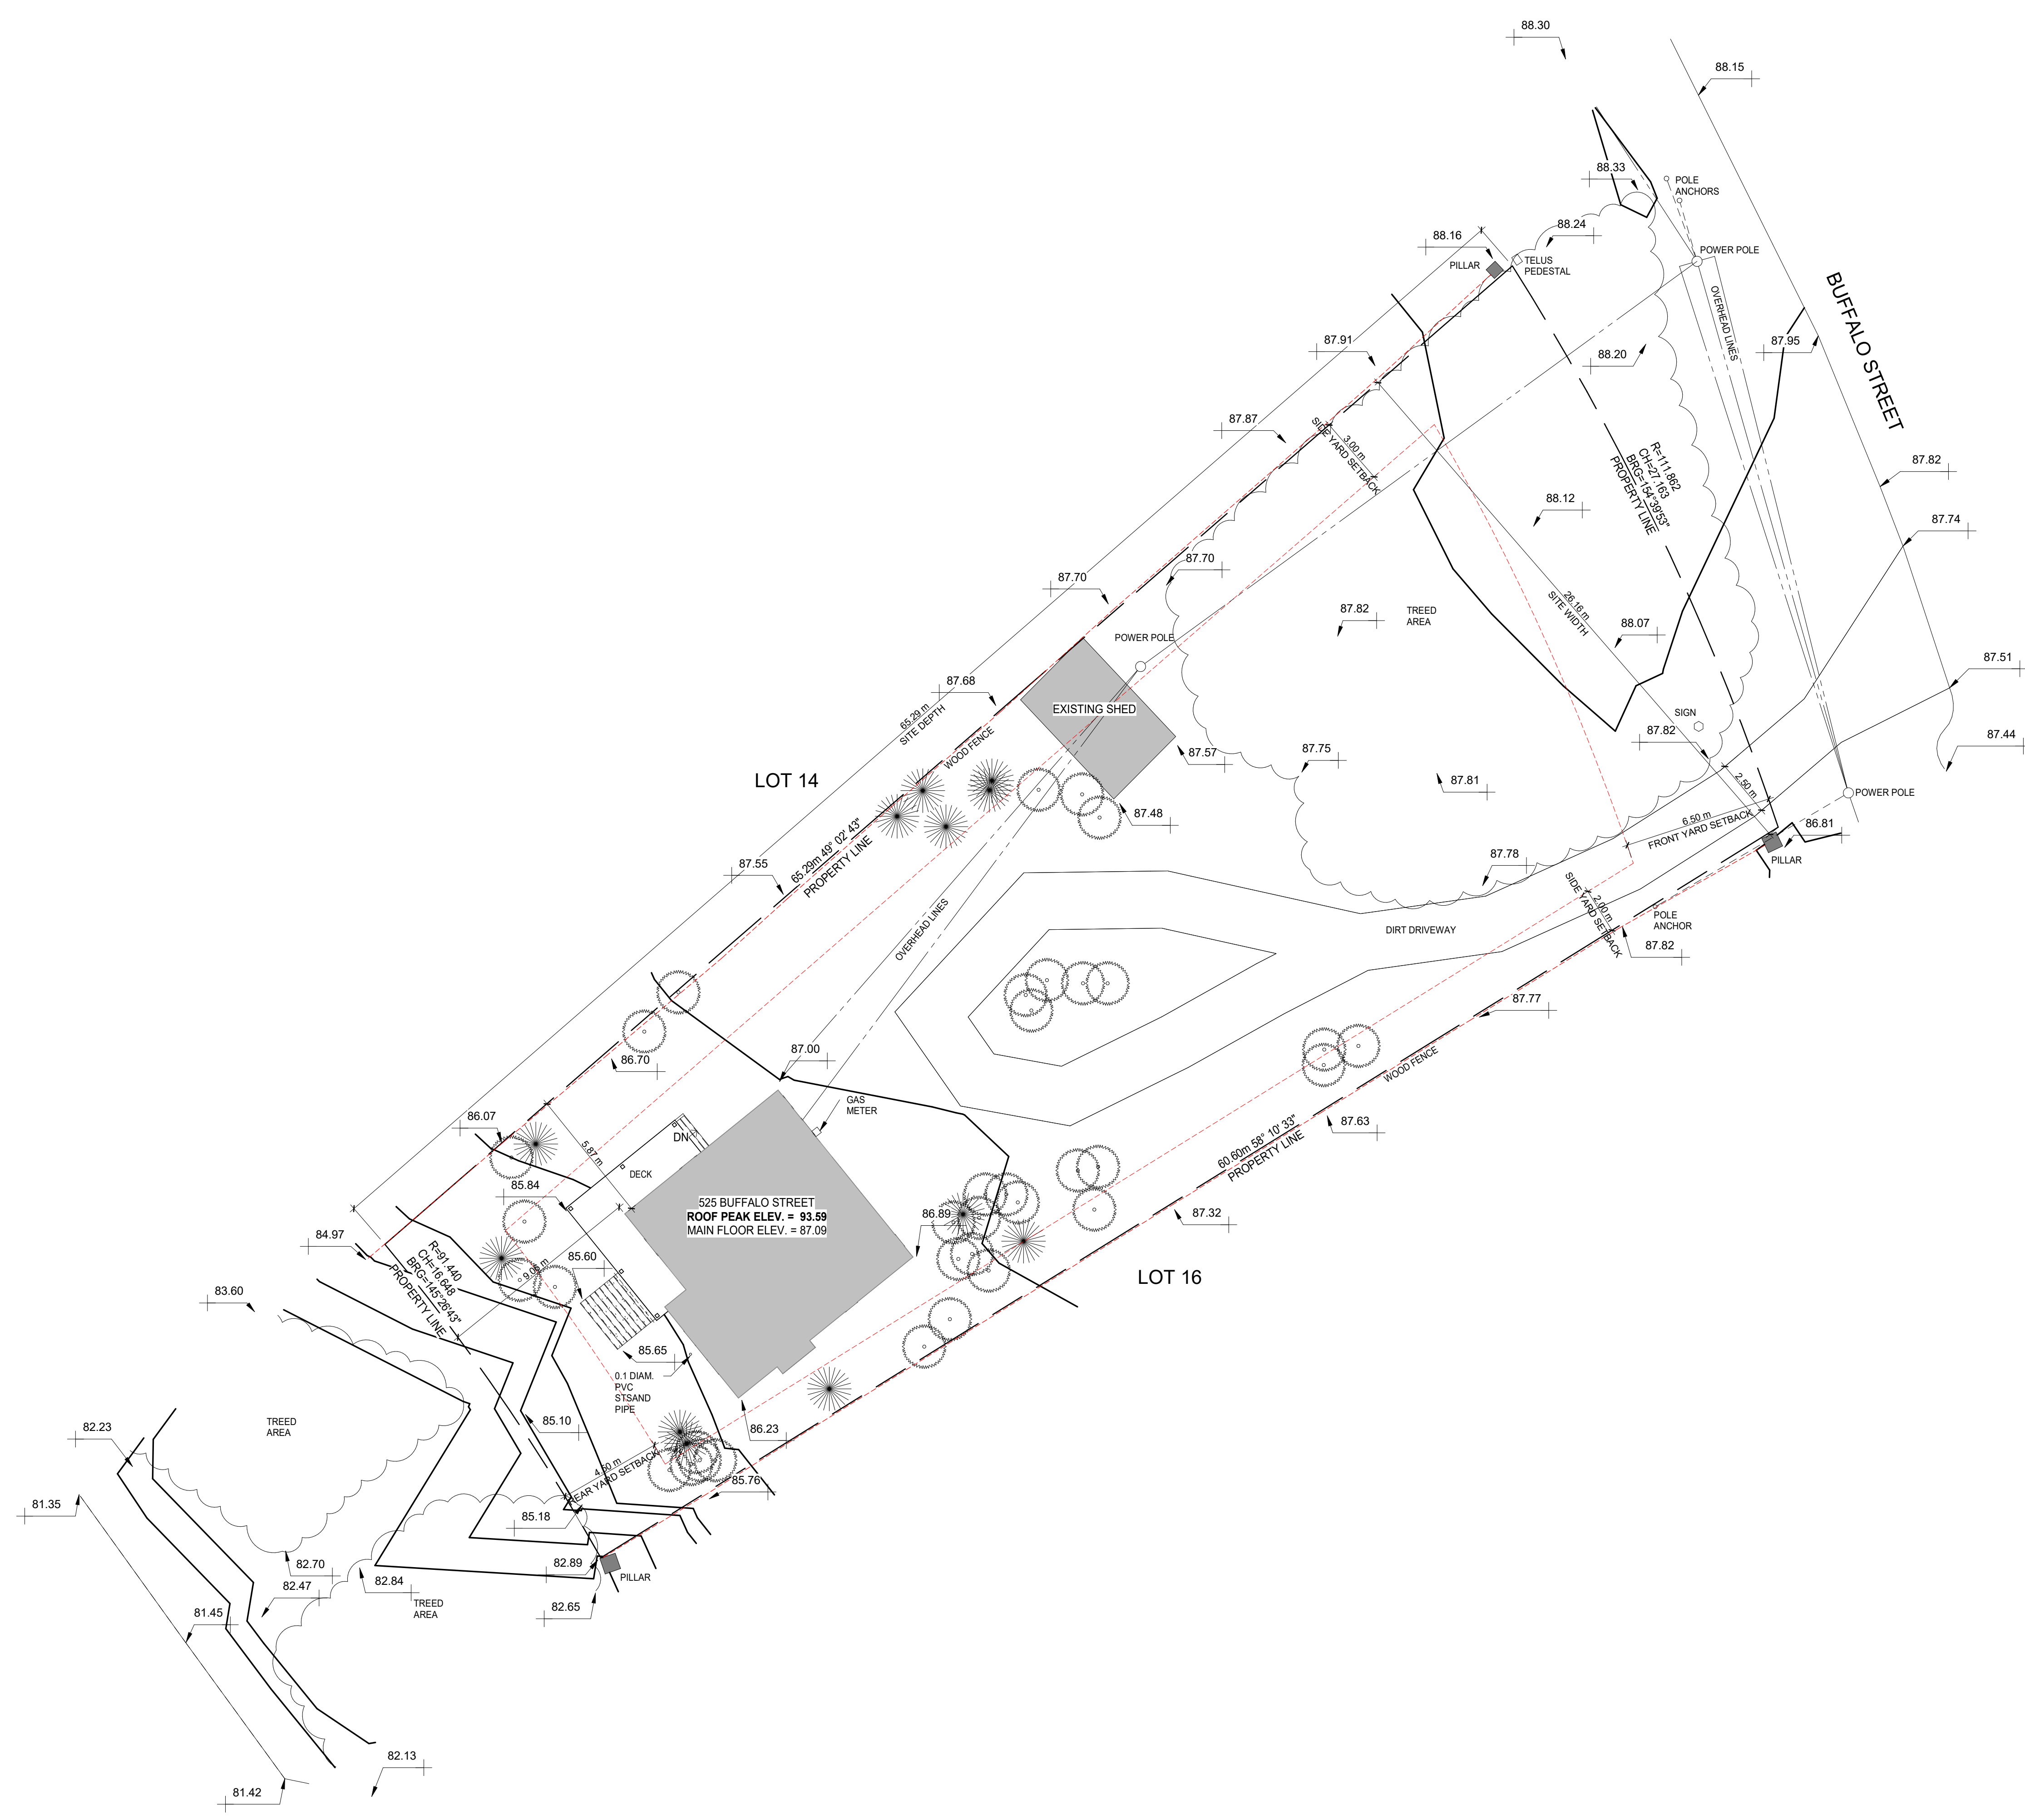 88.30
88.15
88.33
POLE
ANCHORS
88.24
88.16
PILLAR
TELUS
PEDESTAL
POWER POLE
OVERHEAD LINES
BUFFALO STREET
87.91
88.20
87.95
87.87
3.00 m
SIDE YARD SETBACK
R=111.862
CH=27.163
BRG=154°39'53"
PROPERTY LINE
87.82
88.12
87.74
87.70
87.70
87.82
TREED
AREA
26.16 m
SITE WIDTH
88.07
POWER POLE
87.51
87.68
EXISTING SHED
65.29 m
SITE DEPTH
WOOD FENCE
SIGN
87.82
87.44
87.57
87.75
87.81
2.50 m
LOT 14
POWER POLE
87.48
6.50 m
FRONT YARD SETBACK
86.81
PILLAR
65.29m 49° 02' 43"
PROPERTY LINE
87.55
87.78
SIDE YARD SETBACK
2.00 m
POLE
ANCHOR
87.82
OVERHEAD LINES
DIRT DRIVEWAY
87.77
86.70
87.00
WOOD FENCE
GAS
METER
86.07
DN
5.87 m
60.60m 58° 10' 33"
PROPERTY LINE
87.63
DECK
85.84
525 BUFFALO STREET
ROOF PEAK ELEV. = 93.59
MAIN FLOOR ELEV. = 87.09
86.89
87.32
84.97
R=91.440
CH=16.648
BRG=145°26'43"
PROPERTY LINE
85.60
9.06 m
LOT 16
83.60
85.65
0.1 DIAM.
PVC
STSAND
PIPE
TREED
AREA
85.10
86.23
82.23
4.50 m
REAR YARD SETBACK
85.76
81.35
85.18
82.70
82.89
PILLAR
82.84
82.47
TREED
AREA
82.65
81.45
82.13
81.42